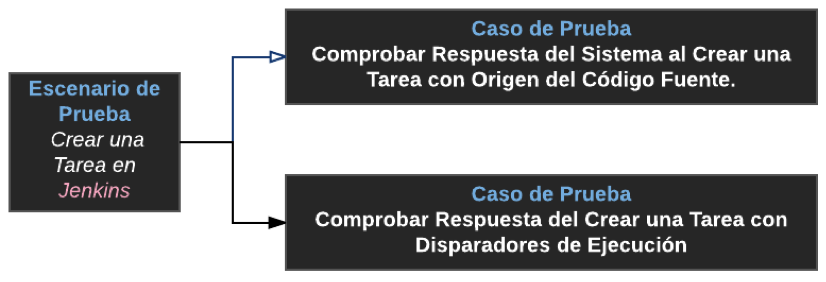 Escenario de
Prueba
Crear una
Tarea en
Jenkins
Caso de Prueba
Comprobar Respuesta del Sistema al Crear una
Tarea con Origen del Código Fuente.
Caso de Prueba
Comprobar Respuesta del Crear una Tarea con
Disparadores de Ejecución